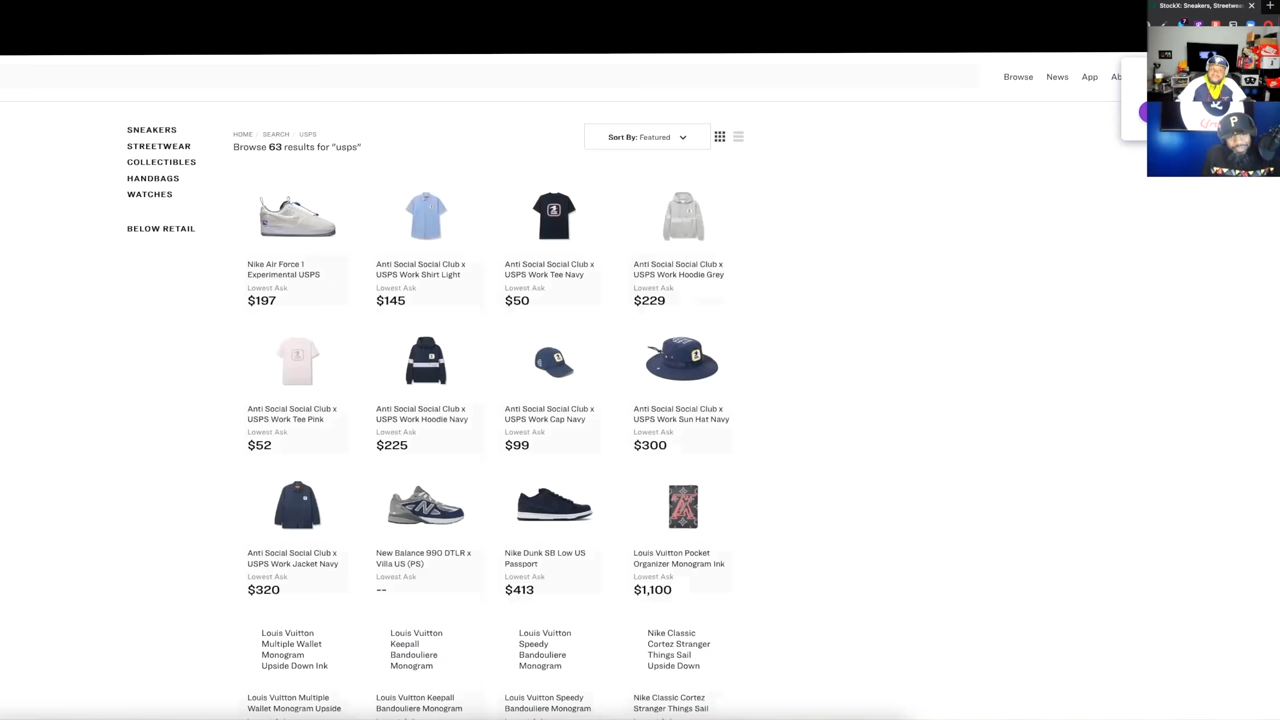 StockX: Sneakers, Streetwear
Browse
News
App
SNEAKERS
STREETWEAR
COLLECTIBLES
HANDBAGS
WATCHES
BELOW RETAIL
HOME / SEARCH / USPS
Browse 63 results for "usps"
Sort By: Featured
Nike Air Force 1
Experimental USPS
Lowest Ask
$197
Anti Social Social Club x
USPS Work Shirt Light
Lowest Ask
$145
Anti Social Social Club x
USPS Work Tee Navy
Lowest Ask
$50
Anti Social Social Club x
USPS Work Hoodie Grey
Lowest Ask
$229
Anti Social Social Club x
USPS Work Tee Pink
Lowest Ask
$52
Anti Social Social Club x
USPS Work Hoodie Navy
Lowest Ask
$225
Anti Social Social Club x
USPS Work Cap Navy
Lowest Ask
$99
Anti Social Social Club x
USPS Work Sun Hat Navy
Lowest Ask
$300
Anti Social Social Club x
USPS Work Jacket Navy
Lowest Ask
$320
New Balance 990 DTLR x
Villa US (PS)
Lowest Ask
--
Nike Dunk SB Low US
Passport
Lowest Ask
$413
Louis Vuitton Pocket
Organizer Monogram Ink
Lowest Ask
$1,100
Louis Vuitton
Multiple Wallet
Monogram
Upside Down Ink
Louis Vuitton
Keepall
Bandouliere
Monogram
Louis Vuitton
Speedy
Bandouliere
Monogram
Nike Classic
Cortez Stranger
Things Sail
Upside Down
Louis Vuitton Multiple
Wallet Monogram Upside
Louis Vuitton Keepall
Bandouliere Monogram
Louis Vuitton Speedy
Bandouliere Monogram
Nike Classic Cortez
Stranger Things Sail